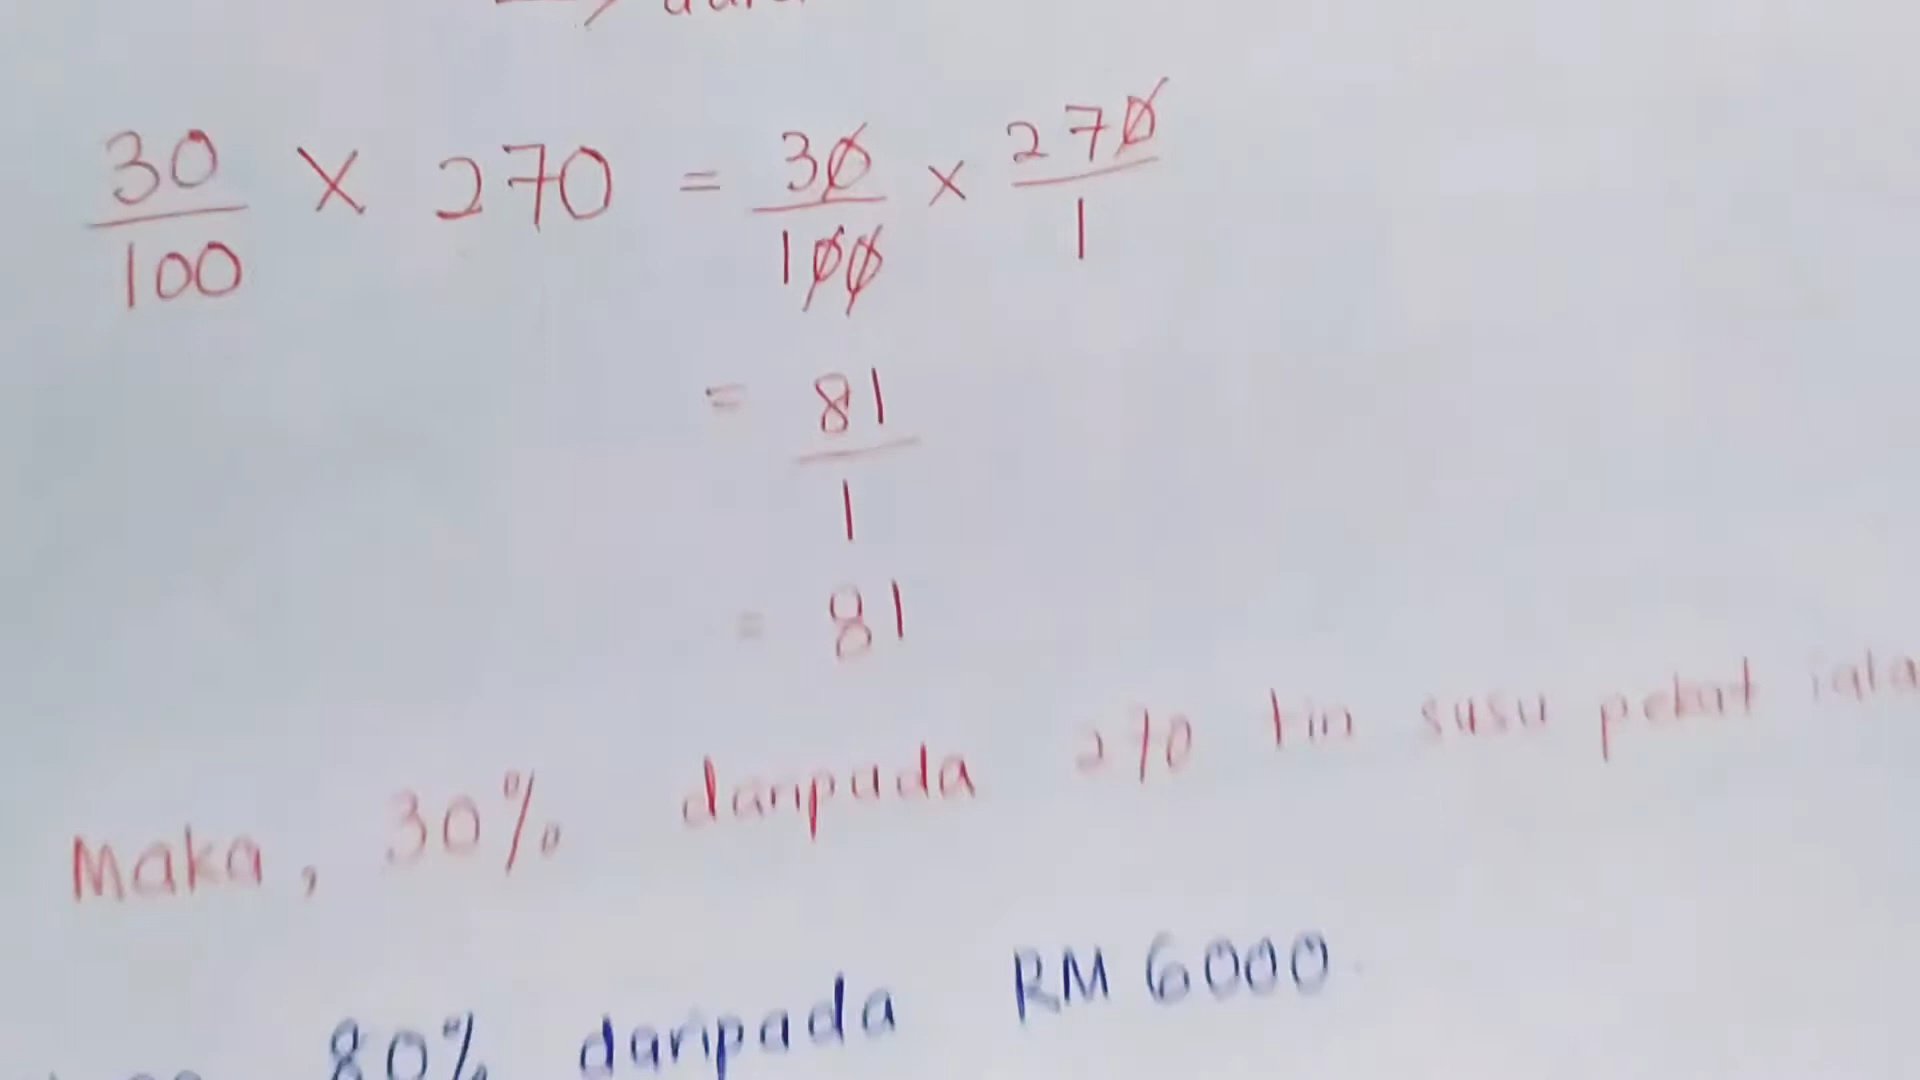 30/100 × 270 = 30/100 × 270/1
= 81/1
= 81
Maka, 30% daripada 270 tin susu pekat
80% daripada RM 6000